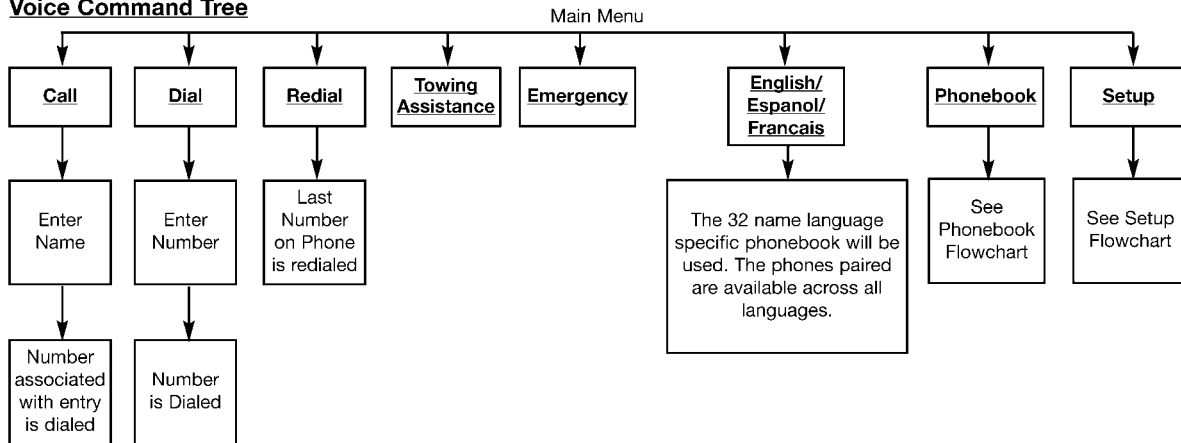 Voice Command Tree
Main Menu
Call
Dial
Redial
Towing
Assistance
Emergency
English/
Espanol/
Francais
Phonebook
Setup
Enter
Name
Enter
Number
Last
Number
on Phone
is redialed
The 32 name language
specific phonebook will be
used. The phones paired
are available across all
languages.
See
Phonebook
Flowchart
See Setup
Flowchart
Number
associated
with entry
is dialed
Number
is Dialed